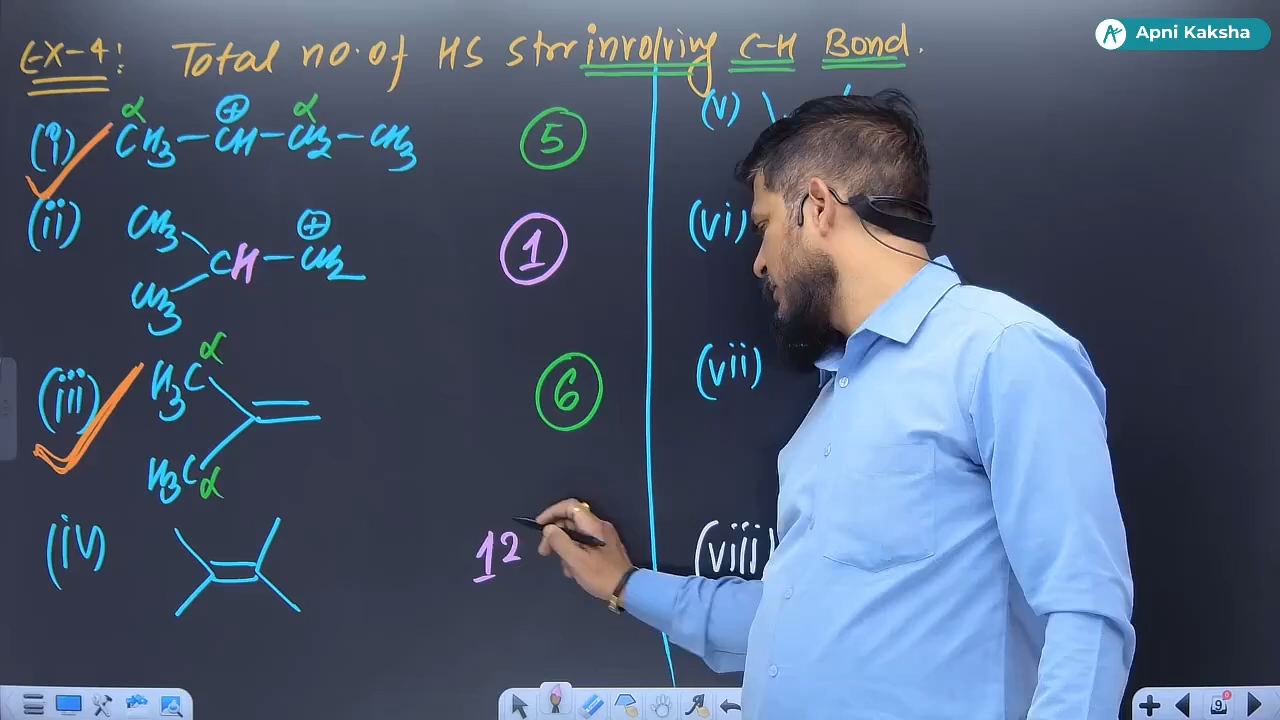 Apni Kaksha
EX-4: Total no. of HS str involving C-H Bond.
(i) CH3 - CH - CH2 - CH3
α ⊕ α
5
(ii) CH3
CH3
CH - CH2
⊕
1
(iii) H3C
α
H3C
α
6
(iv)
12
(v)
(vi)
(vii)
(viii)
9